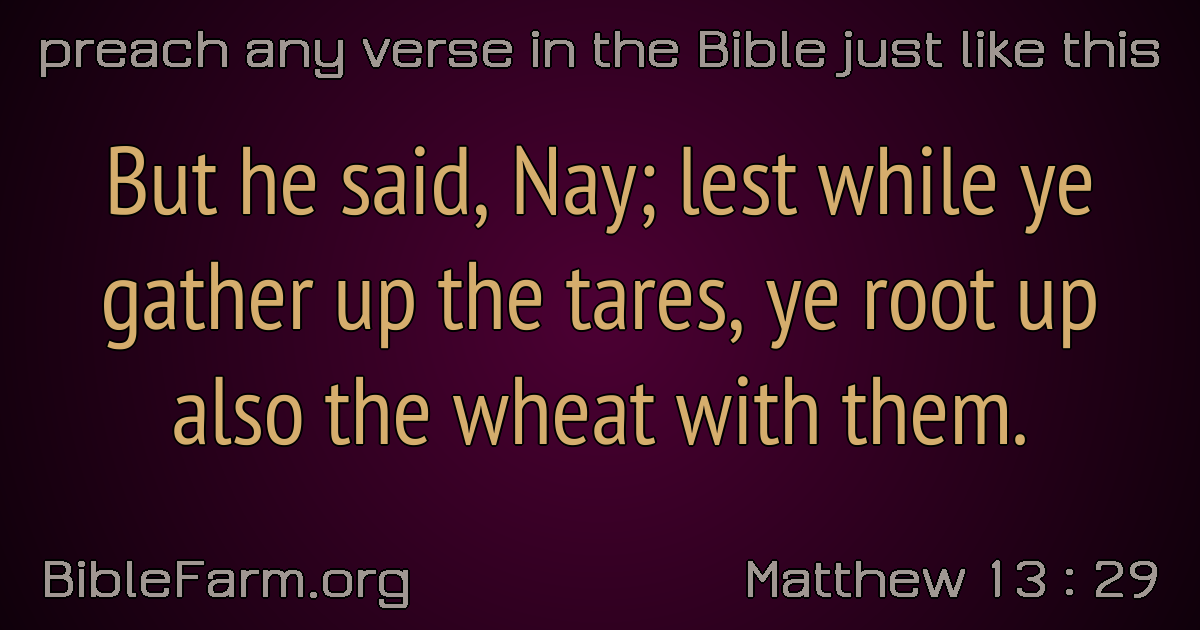 preach any verse in the Bible just like this
But he said, Nay; lest while ye
gather up the tares, ye root up
also the wheat with them.
BibleFarm.org
Matthew 13 : 29